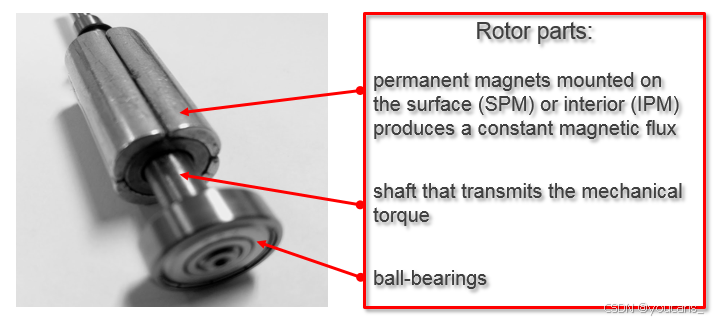 Rotor parts:
permanent magnets mounted on
the surface (SPM) or interior (IPM)
produces a constant magnetic flux
shaft that transmits the mechanical
torque
ball-bearings
CSDN @youcans_